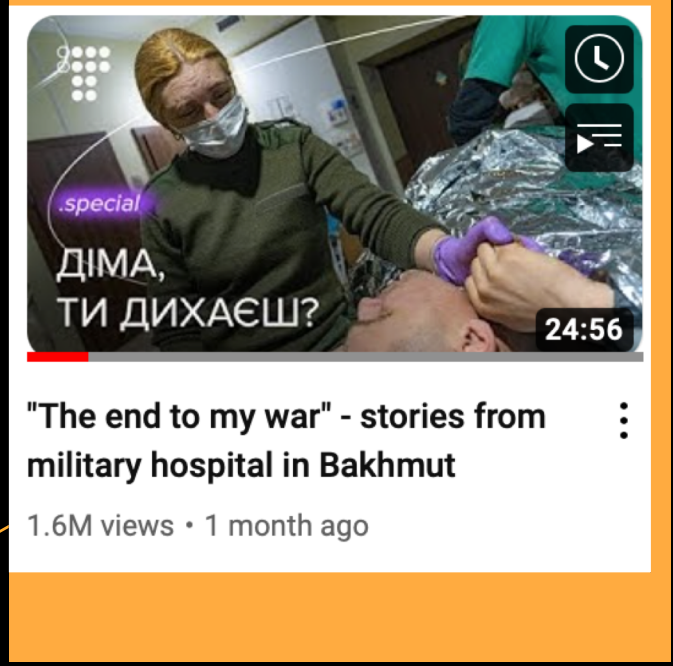 .special
ДІМА,
ТИ ДИХАЄШ?
24:56
"The end to my war" - stories from
military hospital in Bakhmut
1.6M views • 1 month ago